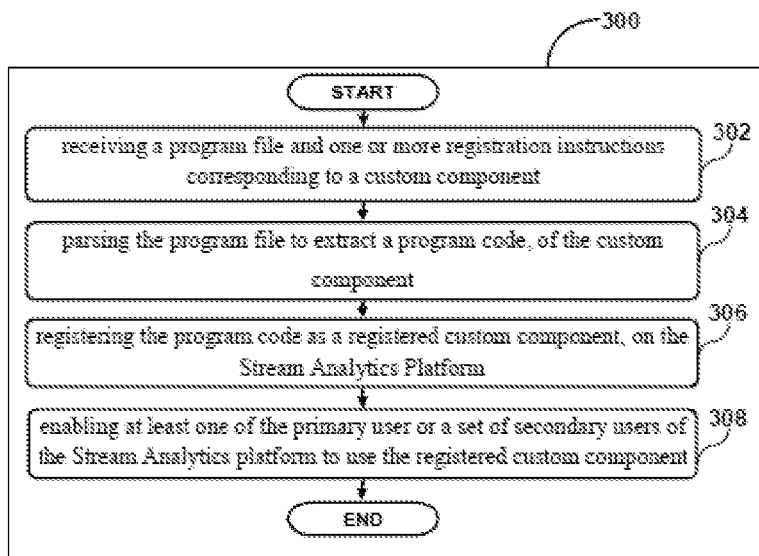 300
START
302
receiving a program file and one or more registration instructions
corresponding to a custom component
304
parsing the program file to extract a program code, of the custom
component
306
registering the program code as a registered custom component, on the
Stream Analytics Platform
308
enabling at least one of the primary user or a set of secondary users of
the Stream Analytics platform to use the registered custom component
END